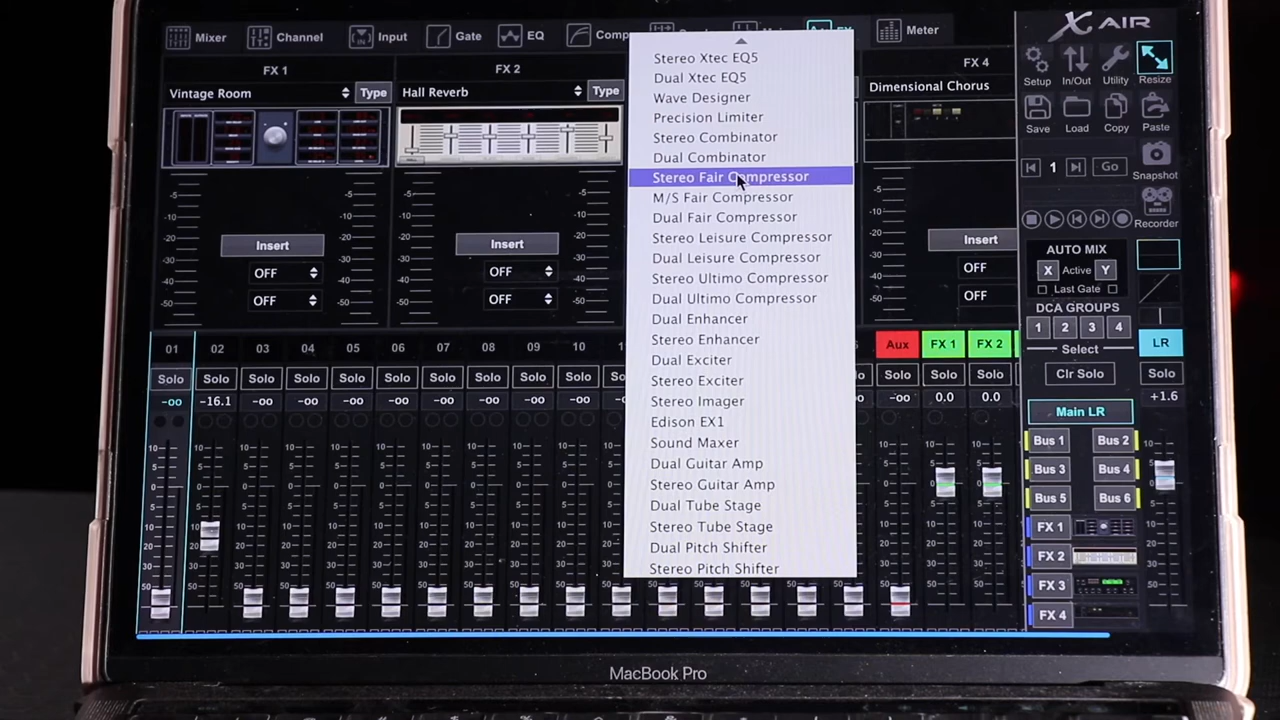 Mixer
Channel
Input
Gate
EQ
FX
Meter
X AIR
FX 1
FX 2
FX 4
Vintage Room
Type
Hall Reverb
Type
Dimensional Chorus
Setup
In/Out
Utility
Resize
Save
Load
Copy
Paste
1
Go
Snapshot
Recorder
Stereo Xtec EQ5
Dual Xtec EQ5
Wave Designer
Precision Limiter
Stereo Combinator
Dual Combinator
Stereo Fair Compressor
M/S Fair Compressor
Dual Fair Compressor
Stereo Leisure Compressor
Dual Leisure Compressor
Stereo Ultimo Compressor
Dual Ultimo Compressor
Dual Enhancer
Stereo Enhancer
Dual Exciter
Stereo Exciter
Stereo Imager
Edison EX1
Sound Maxer
Dual Guitar Amp
Stereo Guitar Amp
Dual Tube Stage
Stereo Tube Stage
Dual Pitch Shifter
Stereo Pitch Shifter
Insert
OFF
OFF
Insert
OFF
OFF
Insert
OFF
OFF
AUTO MIX
X Active Y
Last Gate
DCA GROUPS
1 2 3 4
Select
Clr Solo
Main LR
Bus 1 Bus 2
Bus 3 Bus 4
Bus 5 Bus 6
FX 1
FX 2
FX 3
FX 4
01 02 03 04 05 06 07 08 09 10
Aux FX 1 FX 2 LR
Solo Solo Solo Solo Solo Solo Solo Solo Solo Solo Solo Solo Solo Solo
-oo -16.1 -oo -oo -oo -oo -oo -oo -oo -oo -oo 0.0 0.0 +1.6
MacBook Pro